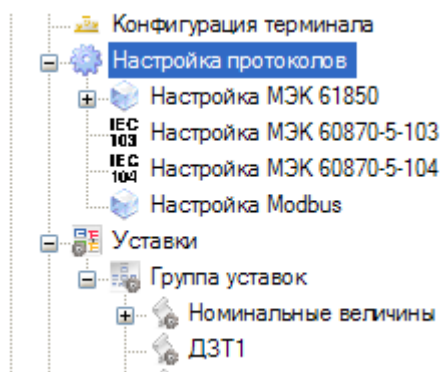 Конфигурация терминала
Настройка протоколов
Настройка МЭК 61850
IEC 103 Настройка МЭК 60870-5-103
IEC 104 Настройка МЭК 60870-5-104
Настройка Modbus
Уставки
Группа уставок
Номинальные величины
ДЗТ1